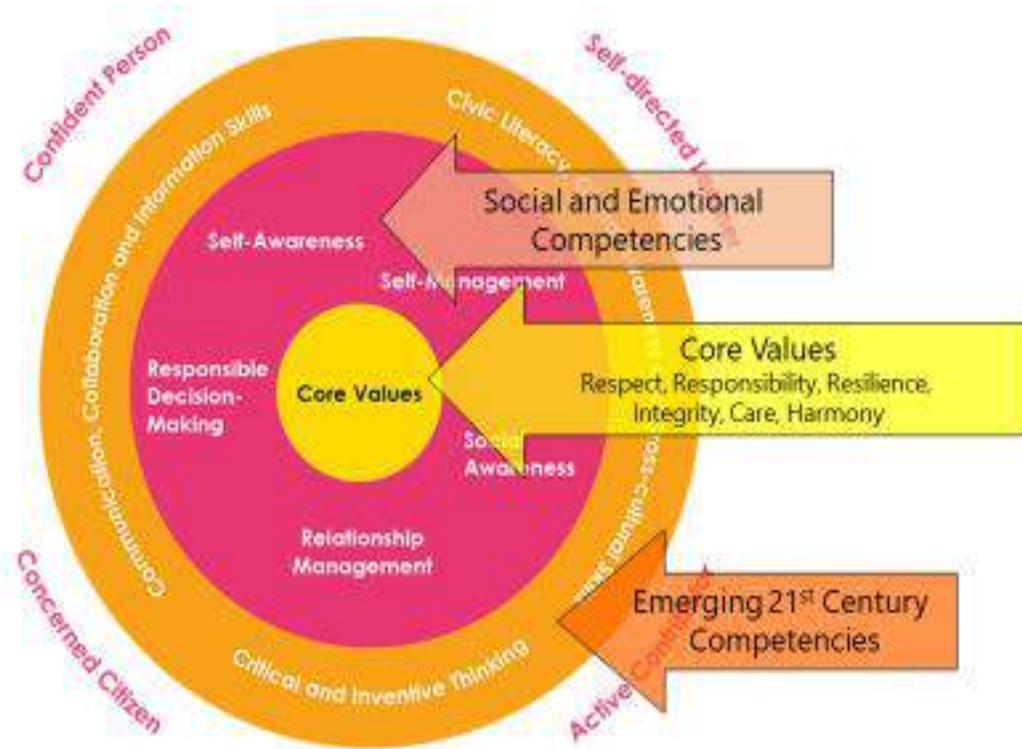 Confident Person
Self-directed
Communication, Collaboration and Information Skills
Civic Literacy,
Social and Emotional
Competencies
Self-Awareness
Self-Management
Core Values
Respect, Responsibility, Resilience,
Integrity, Care, Harmony
Responsible
Decision-
Making
Core Values
Social
Awareness
Relationship
Management
Emerging 21st Century
Competencies
Critical and Inventive Thinking
Concerned Citizen
Active